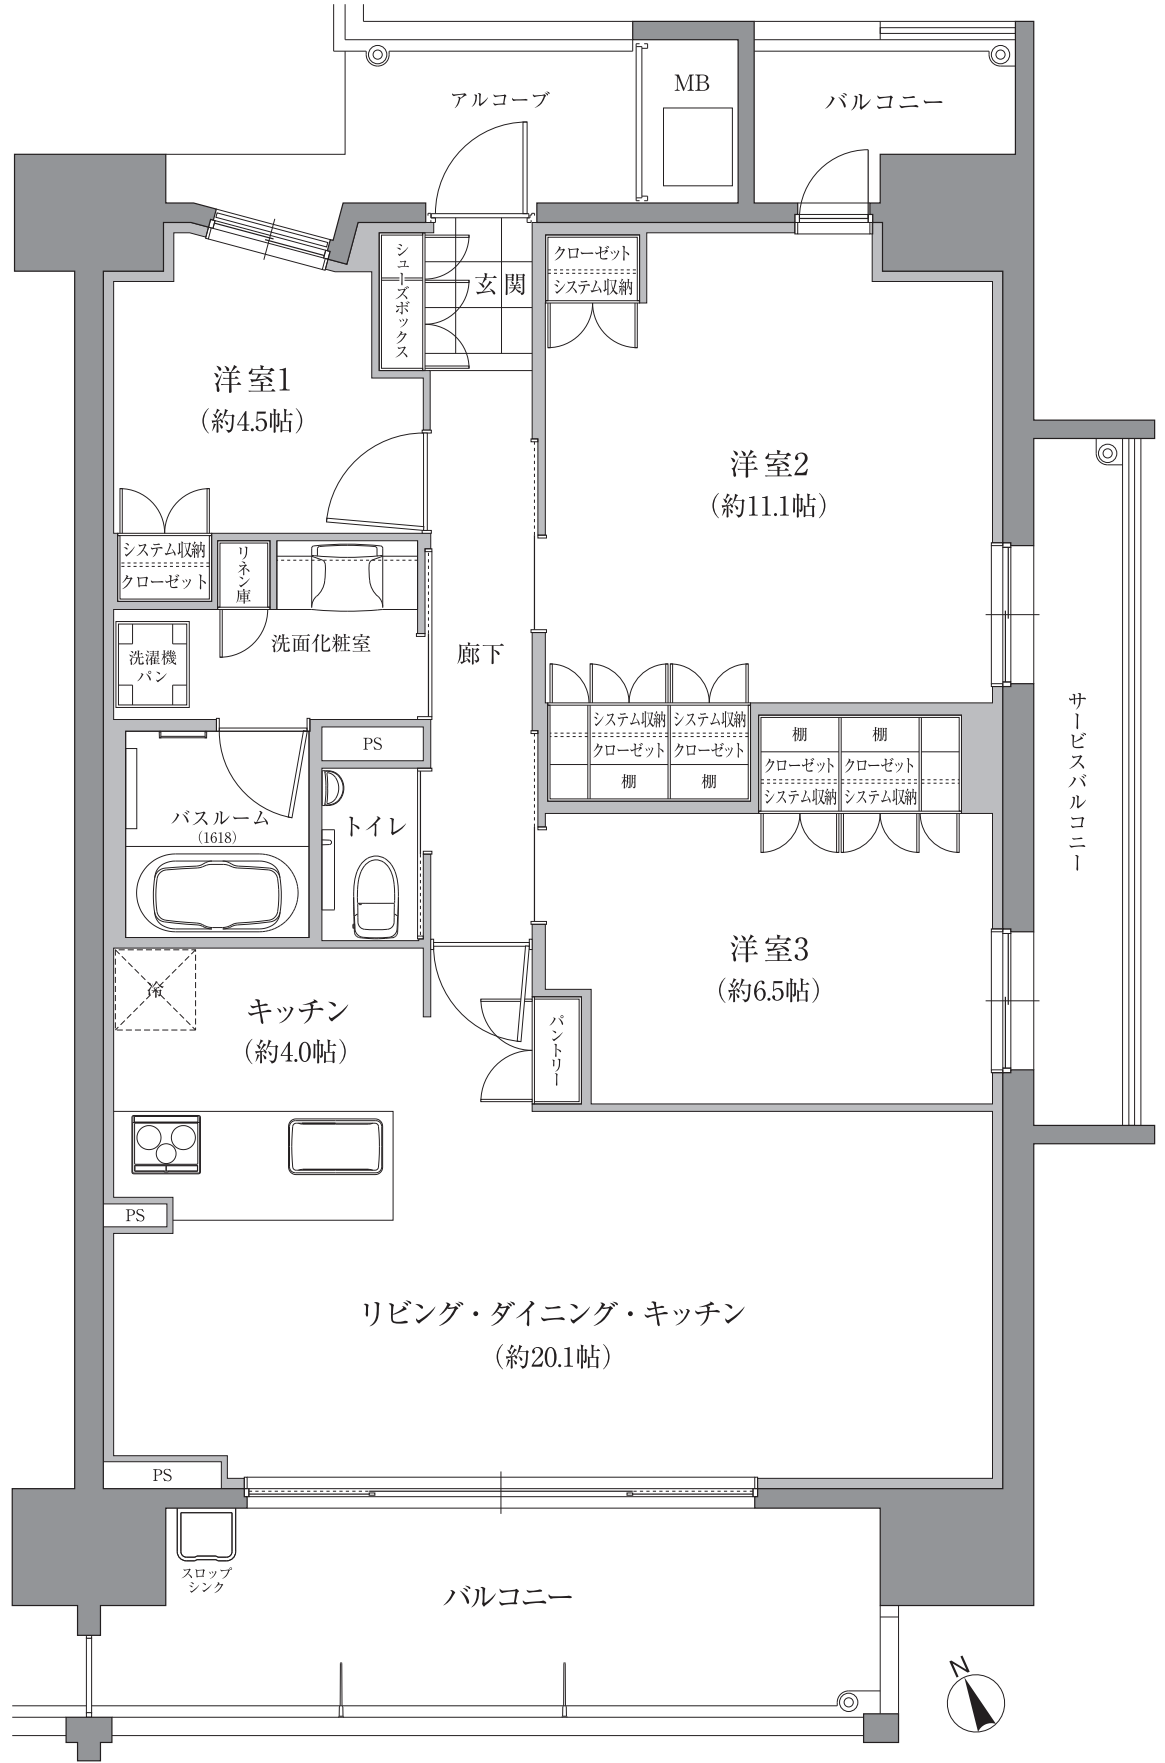 アルコーブ
MB
バルコニー
シューズボックス
玄関
クローゼット
システム収納
洋室1
（約4.5帖）
洋室2
（約11.1帖）
システム収納
クローゼット
リネン庫
洗面化粧室
洗濯機
パン
廊下
サービスバルコニー
システム収納
システム収納
クローゼット
クローゼット
棚
棚
棚
棚
クローゼット
クローゼット
システム収納
システム収納
PS
バスルーム
（1618）
トイレ
洋室3
（約6.5帖）
冷
キッチン
（約4.0帖）
パントリー
PS
リビング・ダイニング・キッチン
（約20.1帖）
PS
スロップ
シンク
バルコニー
N